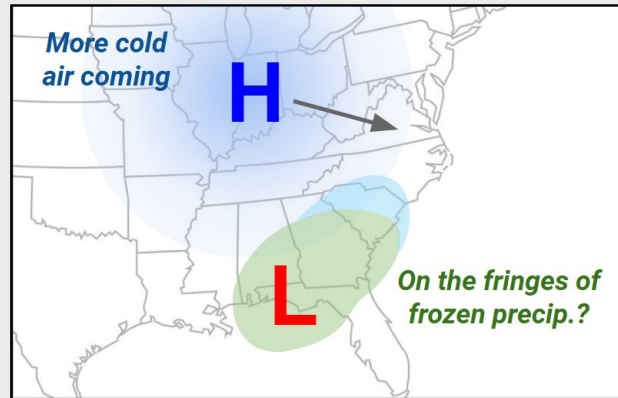 More cold
air coming
H
L
On the fringes of
frozen precip.?